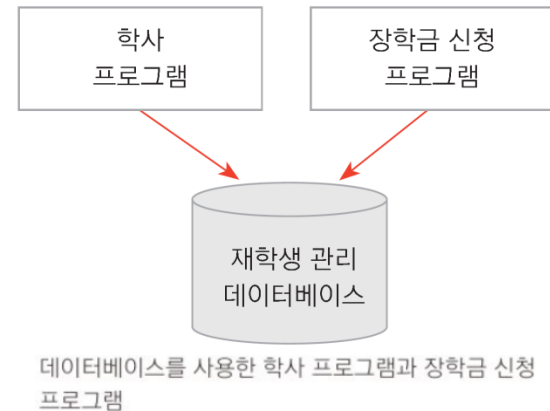 학사
프로그램
장학금 신청
프로그램
재학생 관리
데이터베이스
데이터베이스를 사용한 학사 프로그램과 장학금 신청
프로그램